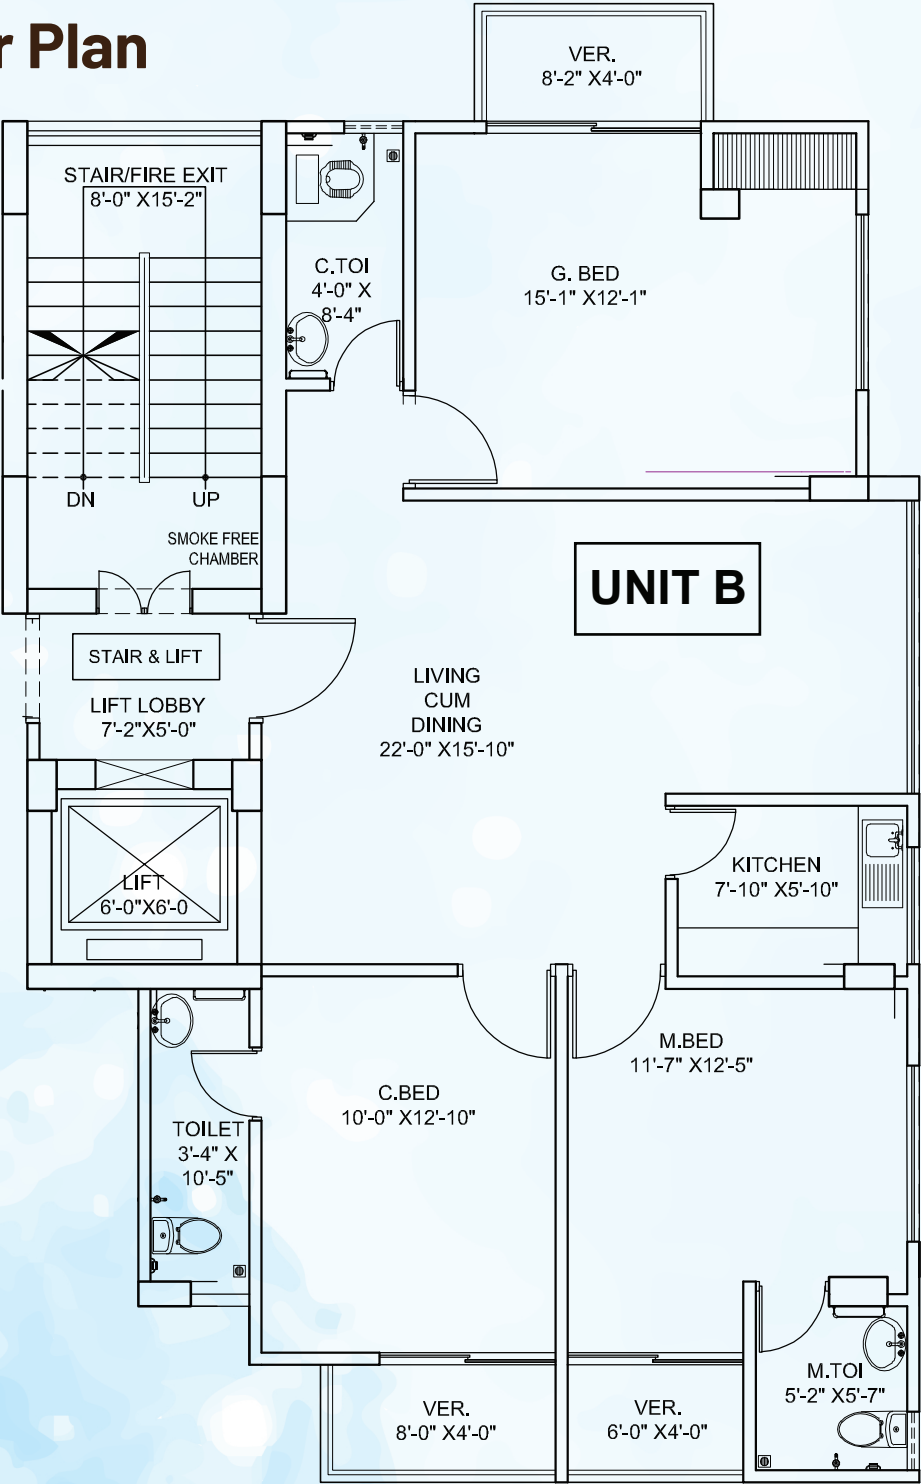 r Plan
VER.
8'-2" X4'-0"
STAIR/FIRE EXIT
8'-0" X15'-2"
C.TOI
4'-0" X
8'-4"
G. BED
15'-1" X12'-1"
DN
UP
SMOKE FREE
CHAMBER
UNIT B
STAIR & LIFT
LIFT LOBBY
7'-2"X5'-0"
LIVING
CUM
DINING
22'-0" X15'-10"
LIFT
6'-0"X6'-0
KITCHEN
7'-10" X5'-10"
M.BED
11'-7" X12'-5"
C.BED
10'-0" X12'-10"
TOILET
3'-4" X
10'-5"
M.TOI
5'-2" X5'-7"
VER.
8'-0" X4'-0"
VER.
6'-0" X4'-0"